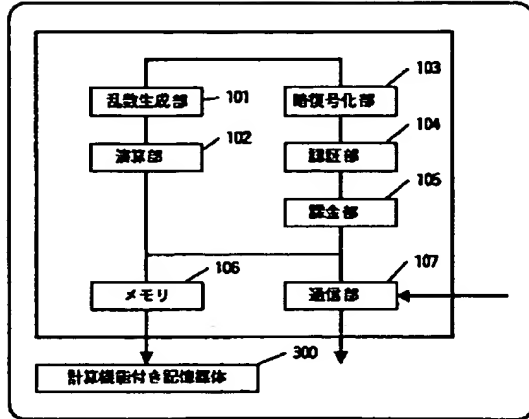 乱数生成部
101
暗復号化部
103
演算部
102
認証部
104
課金部
105
メモリ
106
通信部
107
計算機能付き記憶媒体
300